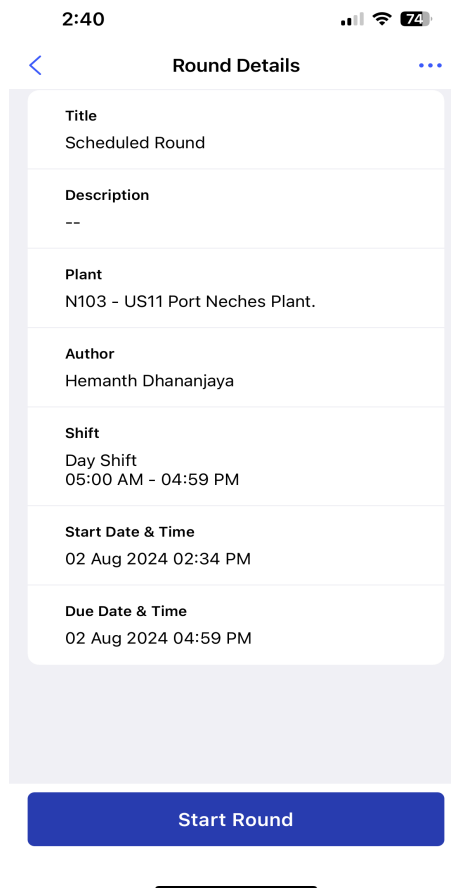 2:40
74
Round Details
Title
Scheduled Round
Description
--
Plant
N103 - US11 Port Neches Plant.
Author
Hemanth Dhananjaya
Shift
Day Shift
05:00 AM - 04:59 PM
Start Date & Time
02 Aug 2024 02:34 PM
Due Date & Time
02 Aug 2024 04:59 PM
Start Round